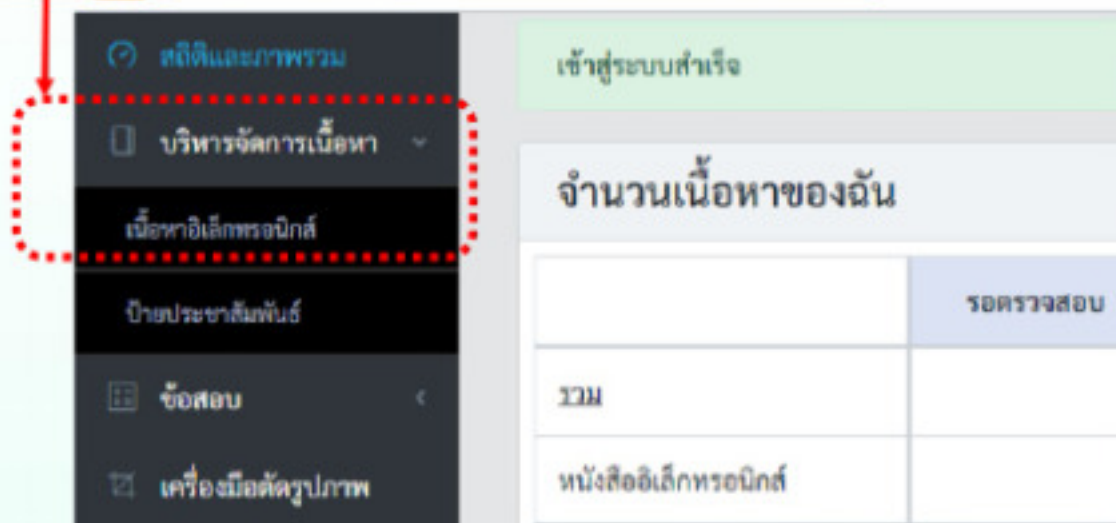 สถิติและภาพรวม
บริหารจัดการเนื้อหา
เนื้อหาอิเล็กทรอนิกส์
ป้ายประชาสัมพันธ์
ข้อสอบ
เครื่องมือตัดรูปภาพ
เข้าสู่ระบบสำเร็จ
จำนวนเนื้อหาของฉัน
รอตรวจสอบ
รวม
หนังสืออิเล็กทรอนิกส์